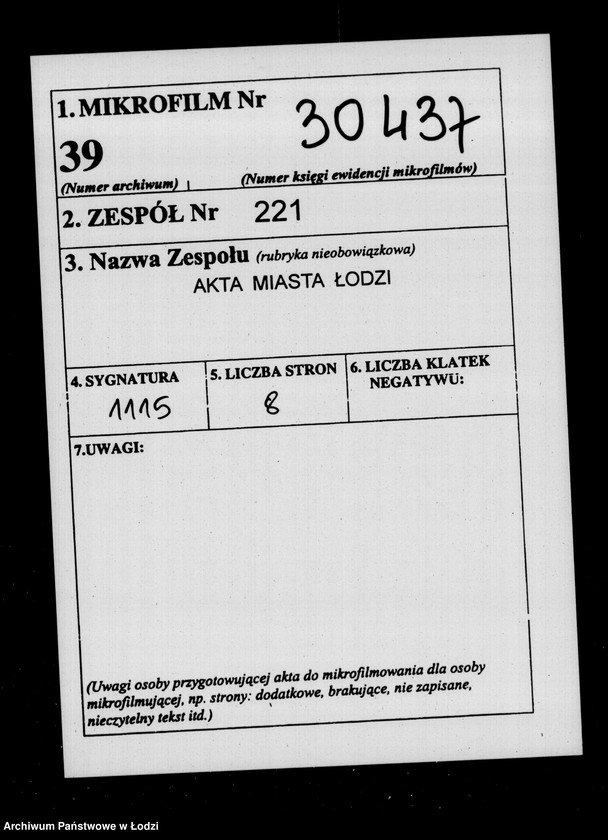 1. MIKROFILM Nr 30437
39
(Numer archiwum) (Numer księgi ewidencji mikrofilmów)
2. ZESPÓŁ Nr 221
3. Nazwa Zespołu (rubryka nieobowiązkowa)
AKTA MIASTA ŁODZI
4. SYGNATURA 5. LICZBA STRON 6. LICZBA KLATEK
NEGATYWU:
1115 8
7.UWAGI:
(Uwagi osoby przygotowującej akta do mikrofilmowania dla osoby
mikrofilmującej, np. strony: dodatkowe, brakujące, nie zapisane,
nieczytelny tekst itd.)
Archiwum Państwowe w Łodzi